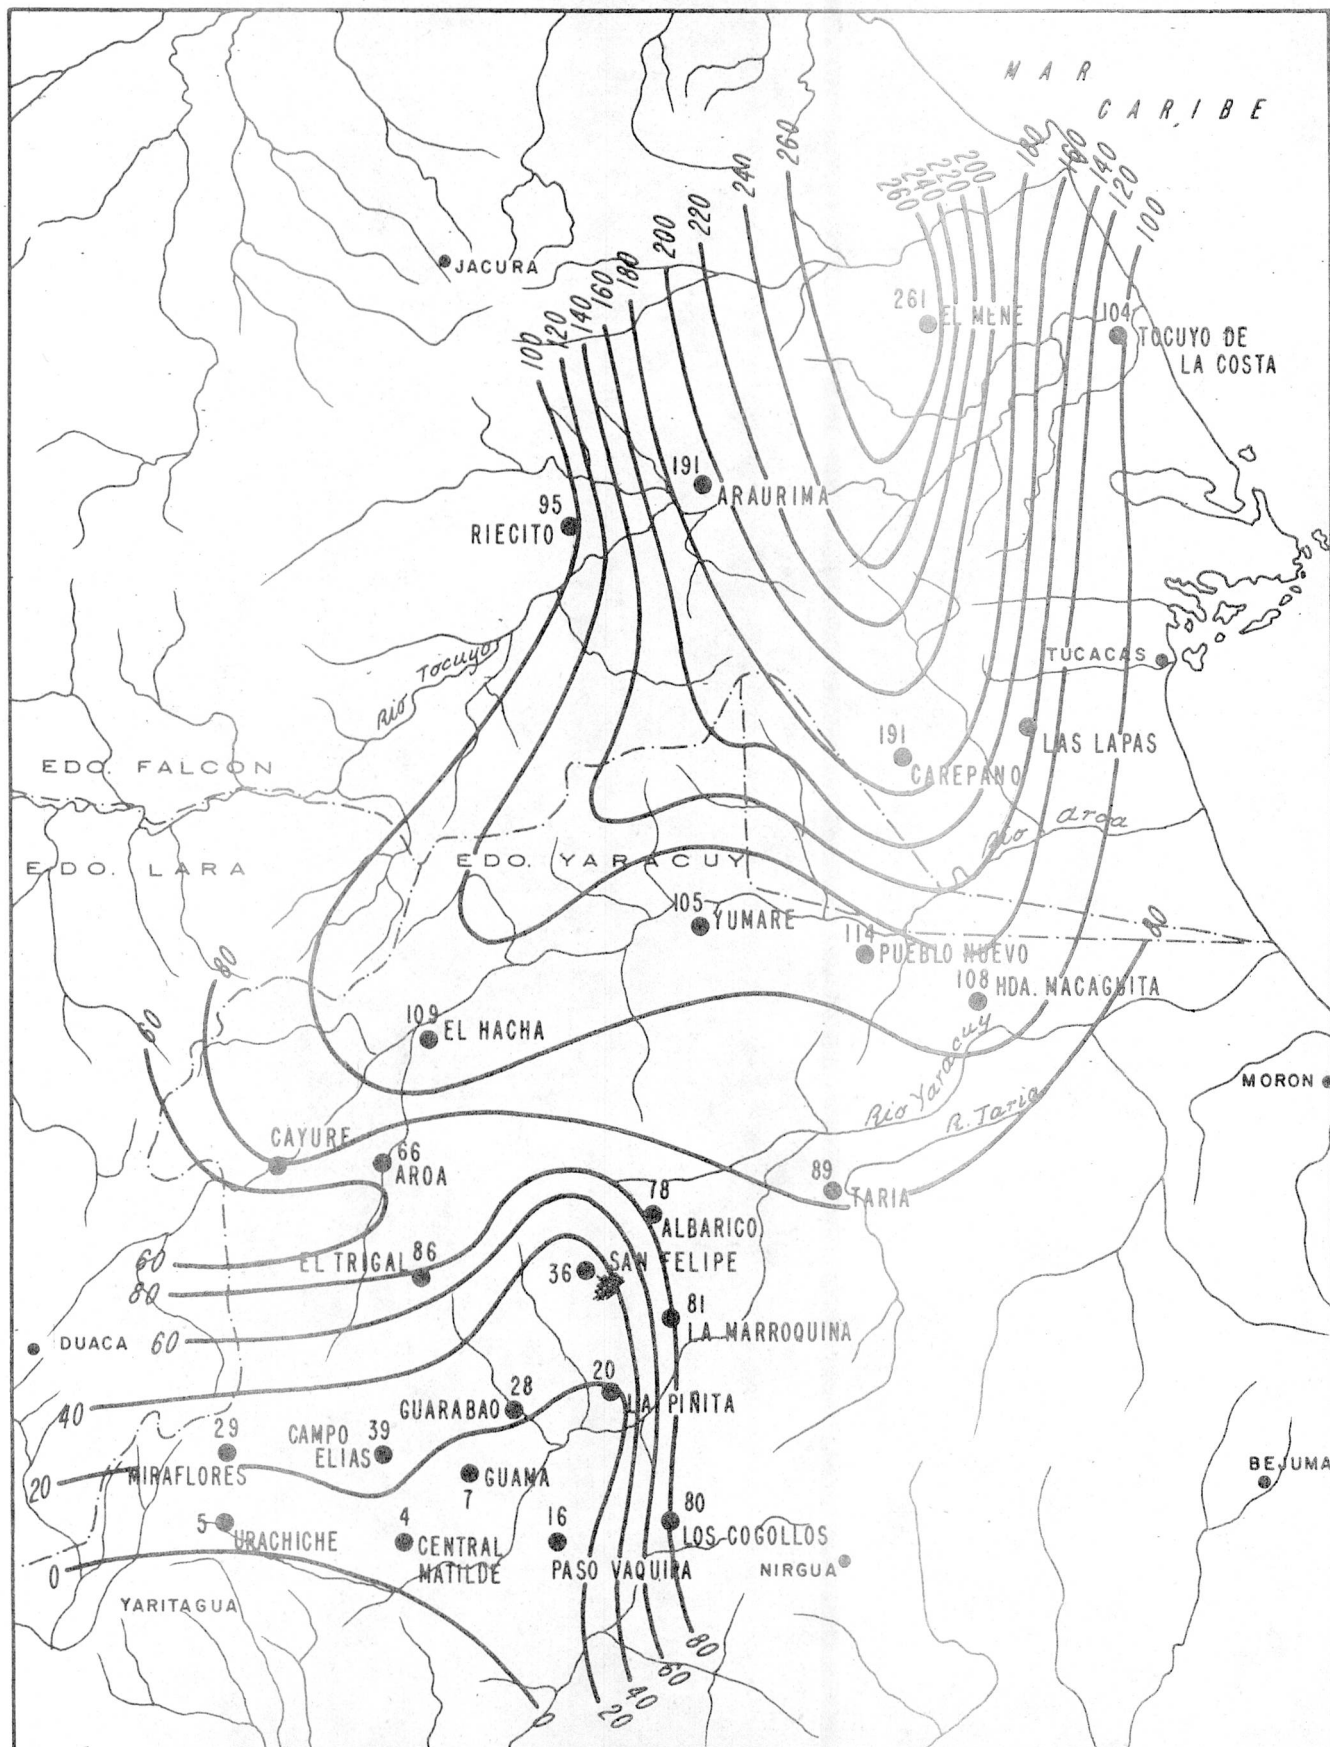 MAR
CARIBE
260
240
220
200
180
160
140
120
100
260
240
220
200
180
160
140
120
100
JACURA
261
EL MENE
104
TOCUYO DE
LA COSTA
191
ARAURIMA
95
RIECITO
Rio Tocuyo
TUCACAS
LAS LAPAS
191
CAREPANO
EDO. FALCON
Rio Aroa
EDO. LARA
EDO. YARACUY
105
YUMARE
114
PUEBLO NUEVO
80
108
HDA. MACAGUITA
80
60
109
EL HACHA
Rio Yaracuy
MORON
R. Taria
CAYURE
66
AROA
89
TARIA
78
ALBARICO
60
EL TRIGAL
86
36
SAN FELIPE
80
81
LA MARROQUINA
DUACA
60
20
LA PIÑITA
28
GUARABAO
40
29
MIRAFLORES
CAMPO
ELIAS
39
GUAMA
7
BEJUMA
20
80
LOS COGOLLOS
5
URACHICHE
4
CENTRAL
MATILDE
16
PASO VAQUIRA
NIRGUA
0
YARITAGUA
0
20
40
60
80